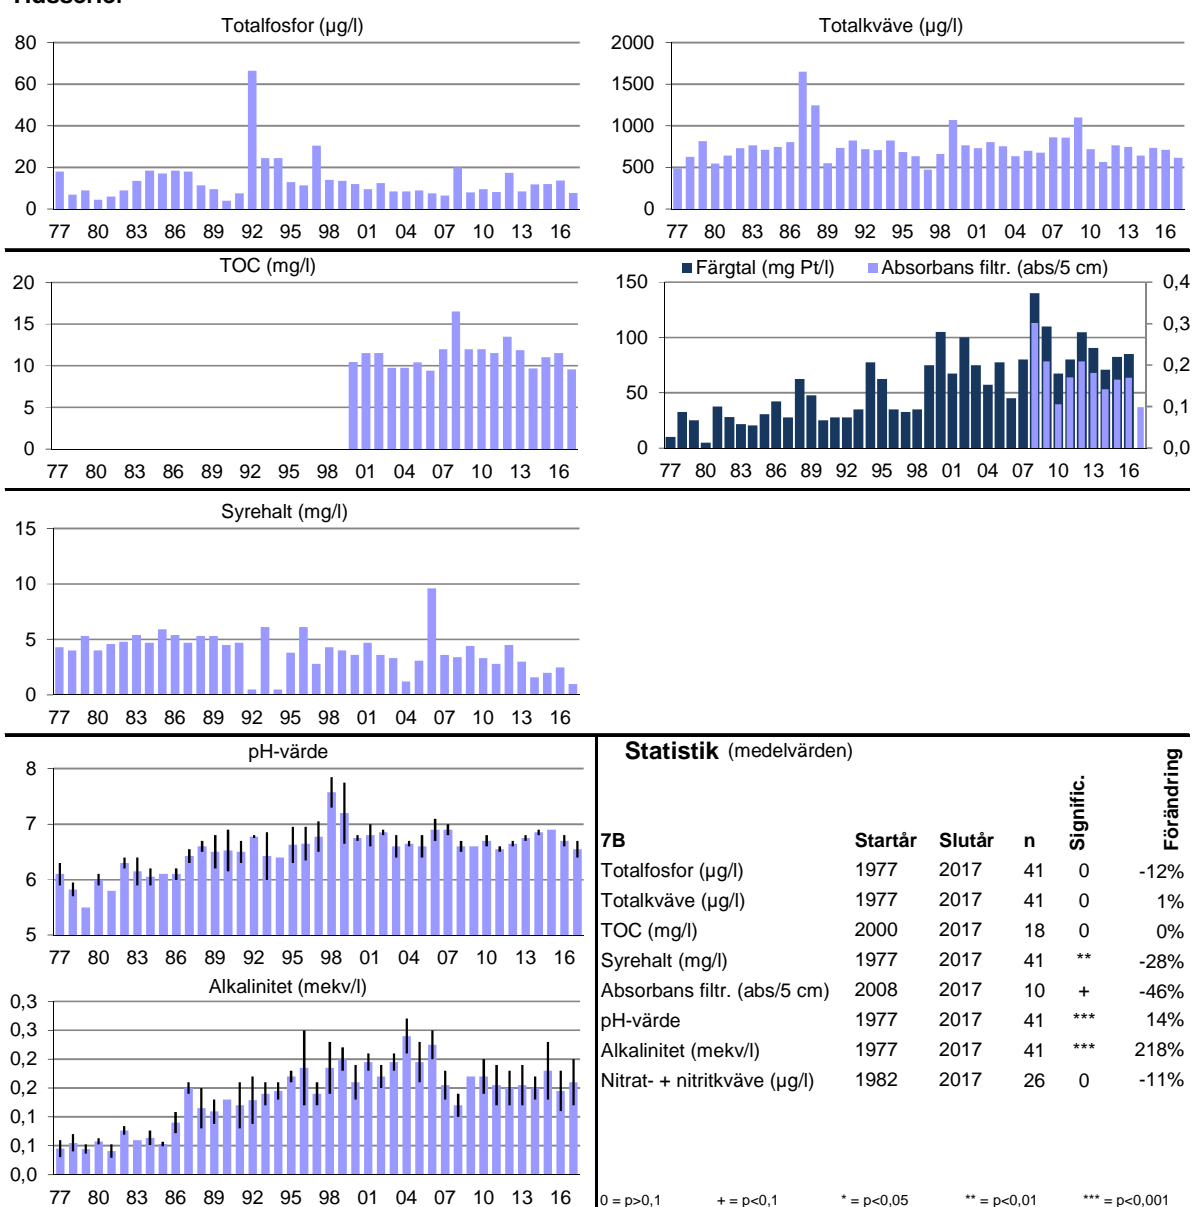 Totalfosfor (µg/l)
80
60
40
20
0
77 80 83 86 89 92 95 98 01 04 07 10 13 16
Totalkväve (µg/l)
2000
1500
1000
500
0
77 80 83 86 89 92 95 98 01 04 07 10 13 16
TOC (mg/l)
20
15
10
5
0
77 80 83 86 89 92 95 98 01 04 07 10 13 16
Färgtal (mg Pt/l) Absorbans filtr. (abs/5 cm)
150 0,4
0,3
100
0,2
50
0,1
0 0,0
77 80 83 86 89 92 95 98 01 04 07 10 13 16
Syrehalt (mg/l)
15
10
5
0
77 80 83 86 89 92 95 98 01 04 07 10 13 16
pH-värde
8
7
6
5
77 80 83 86 89 92 95 98 01 04 07 10 13 16
Alkalinitet (mekv/l)
0,3
0,3
0,2
0,2
0,1
0,1
0,0
77 80 83 86 89 92 95 98 01 04 07 10 13 16
Statistik (medelvärden)
7B Startår Slutår n Signific. Förändring
Totalfosfor (µg/l) 1977 2017 41 0 -12%
Totalkväve (µg/l) 1977 2017 41 0 1%
TOC (mg/l) 2000 2017 18 0 0%
Syrehalt (mg/l) 1977 2017 41 ** -28%
Absorbans filtr. (abs/5 cm) 2008 2017 10 + -46%
pH-värde 1977 2017 41 *** 14%
Alkalinitet (mekv/l) 1977 2017 41 *** 218%
Nitrat- + nitritkväve (µg/l) 1982 2017 26 0 -11%
0 = p>0,1 + = p<0,1 * = p<0,05 ** = p<0,01 *** = p<0,001